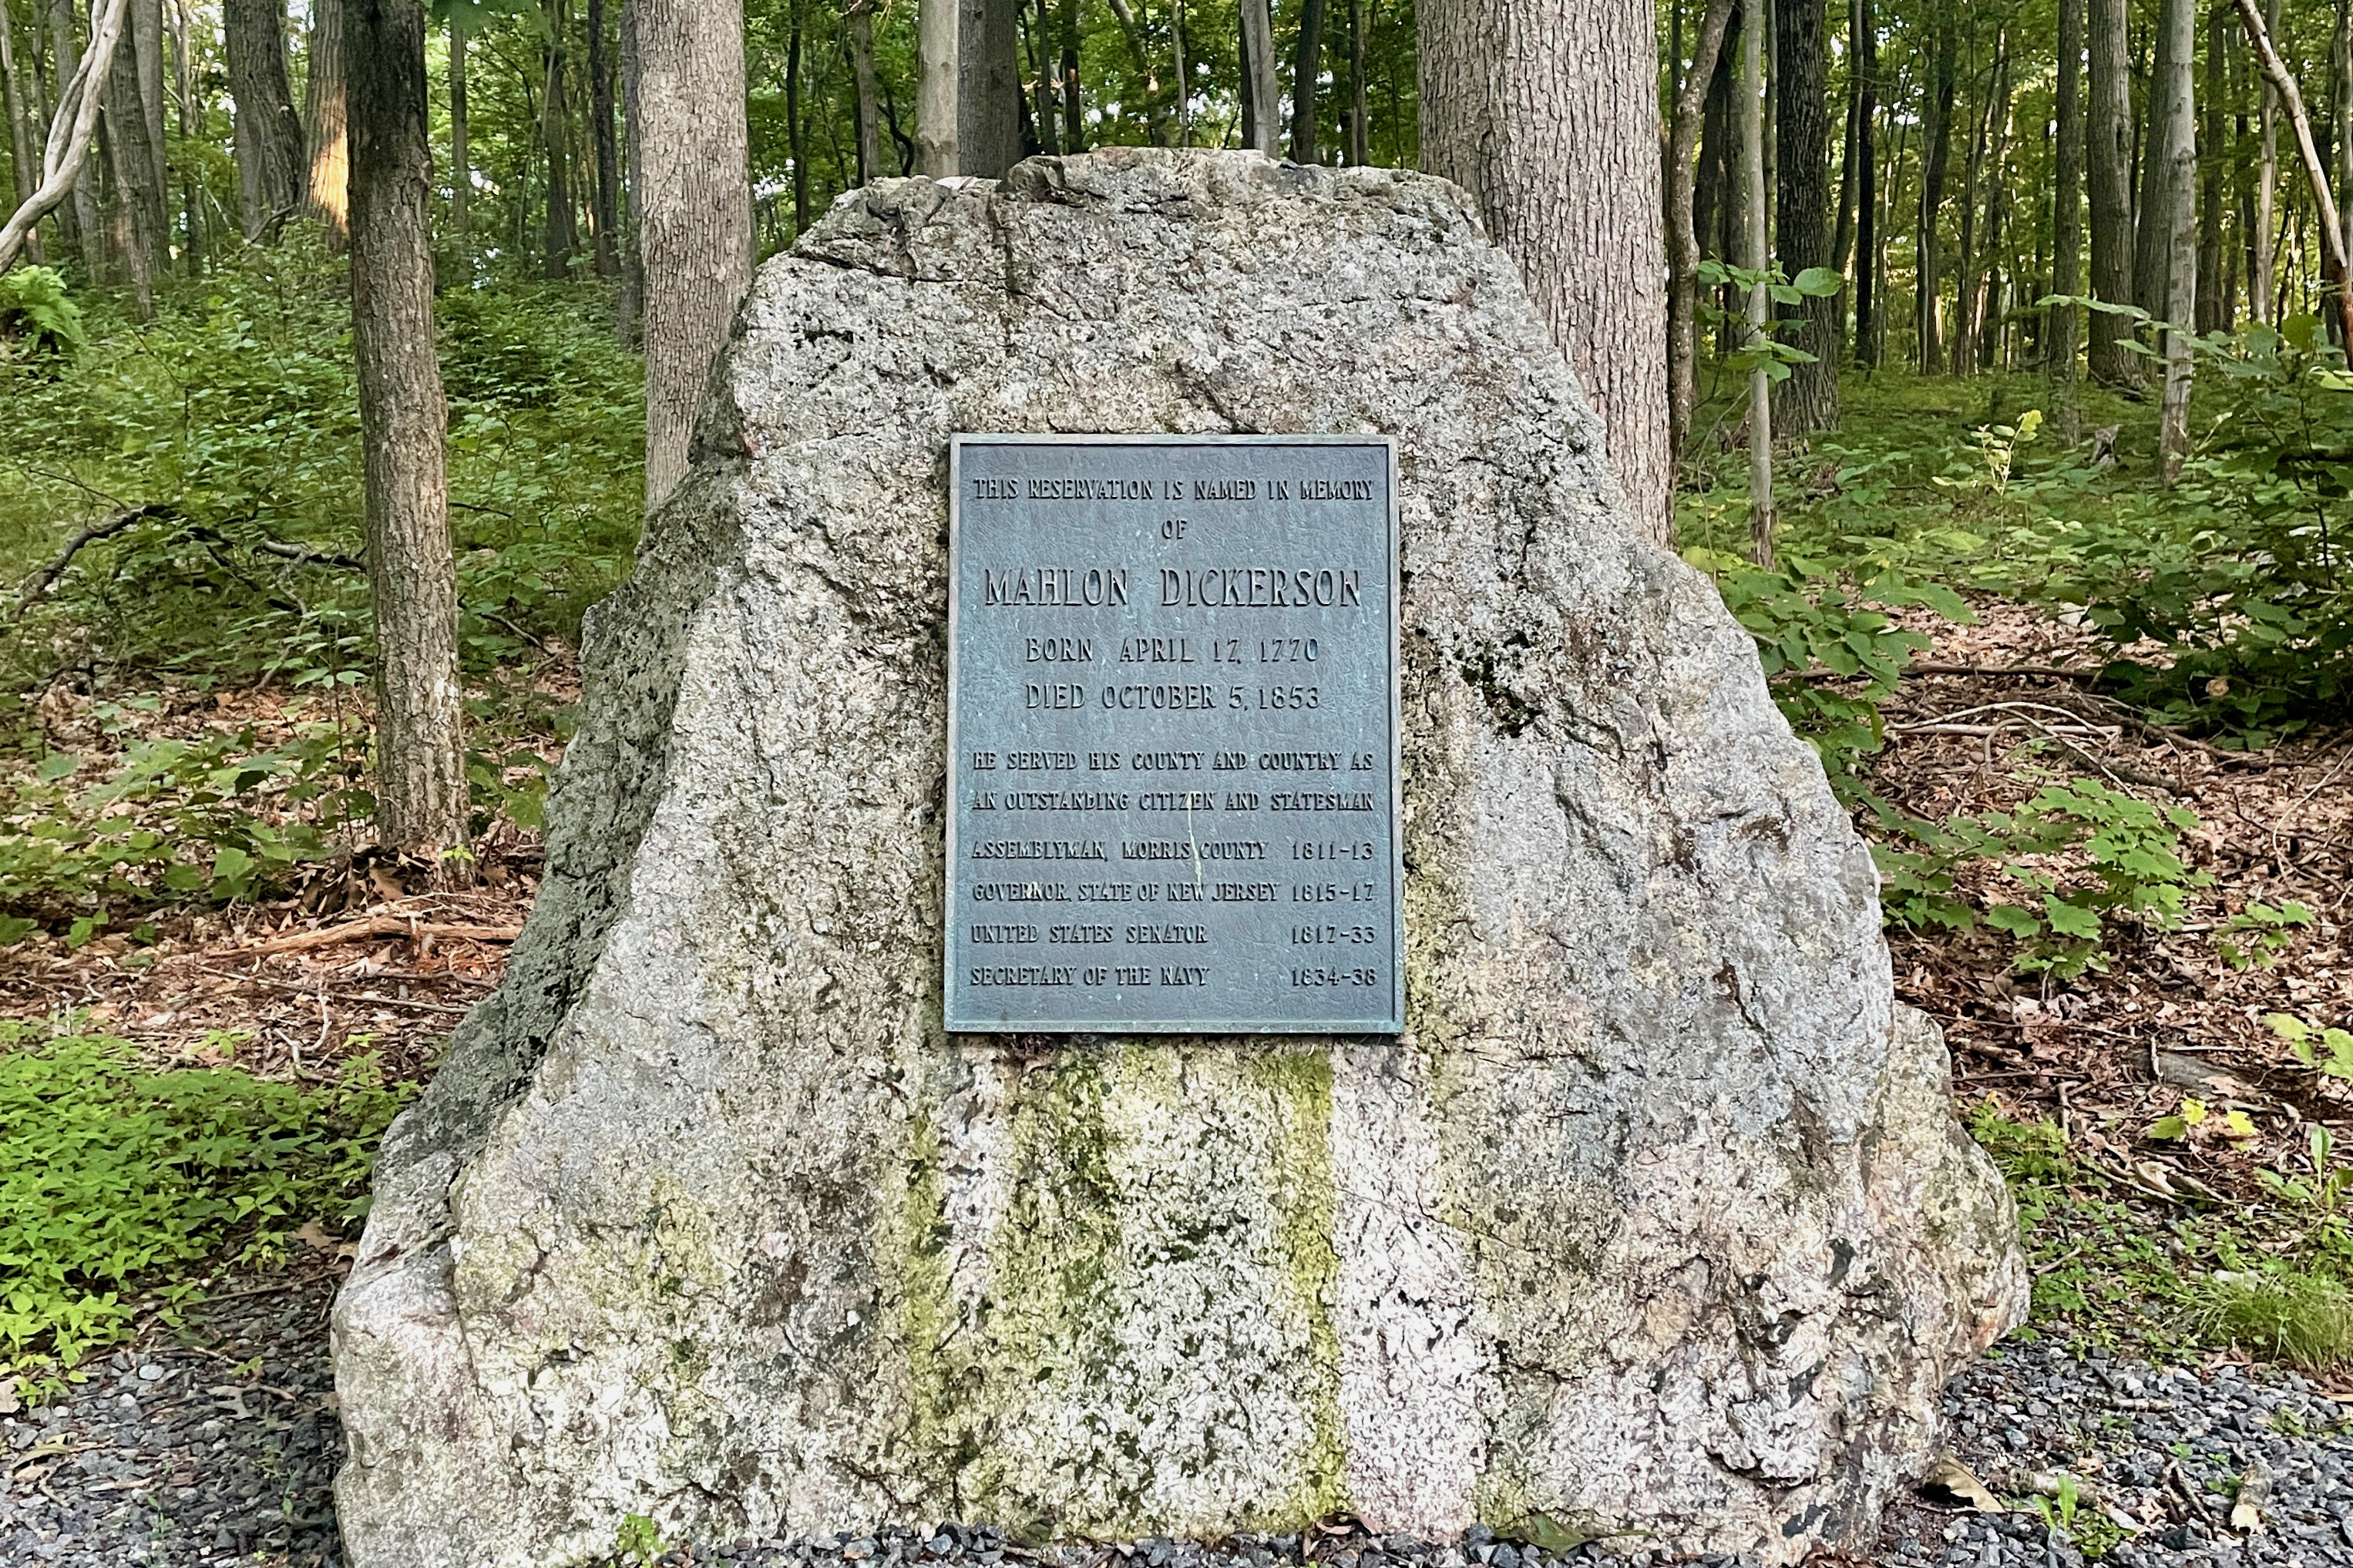 THIS RESERVATION IS NAMED IN MEMORY
OF
MAHLON DICKERSON
BORN APRIL 17, 1770
DIED OCTOBER 5, 1853
HE SERVED HIS COUNTY AND COUNTRY AS
AN OUTSTANDING CITIZEN AND STATESMAN
ASSEMBLYMAN, MORRIS COUNTY 1811-13
GOVERNOR, STATE OF NEW JERSEY 1815-17
UNITED STATES SENATOR 1817-33
SECRETARY OF THE NAVY 1834-38